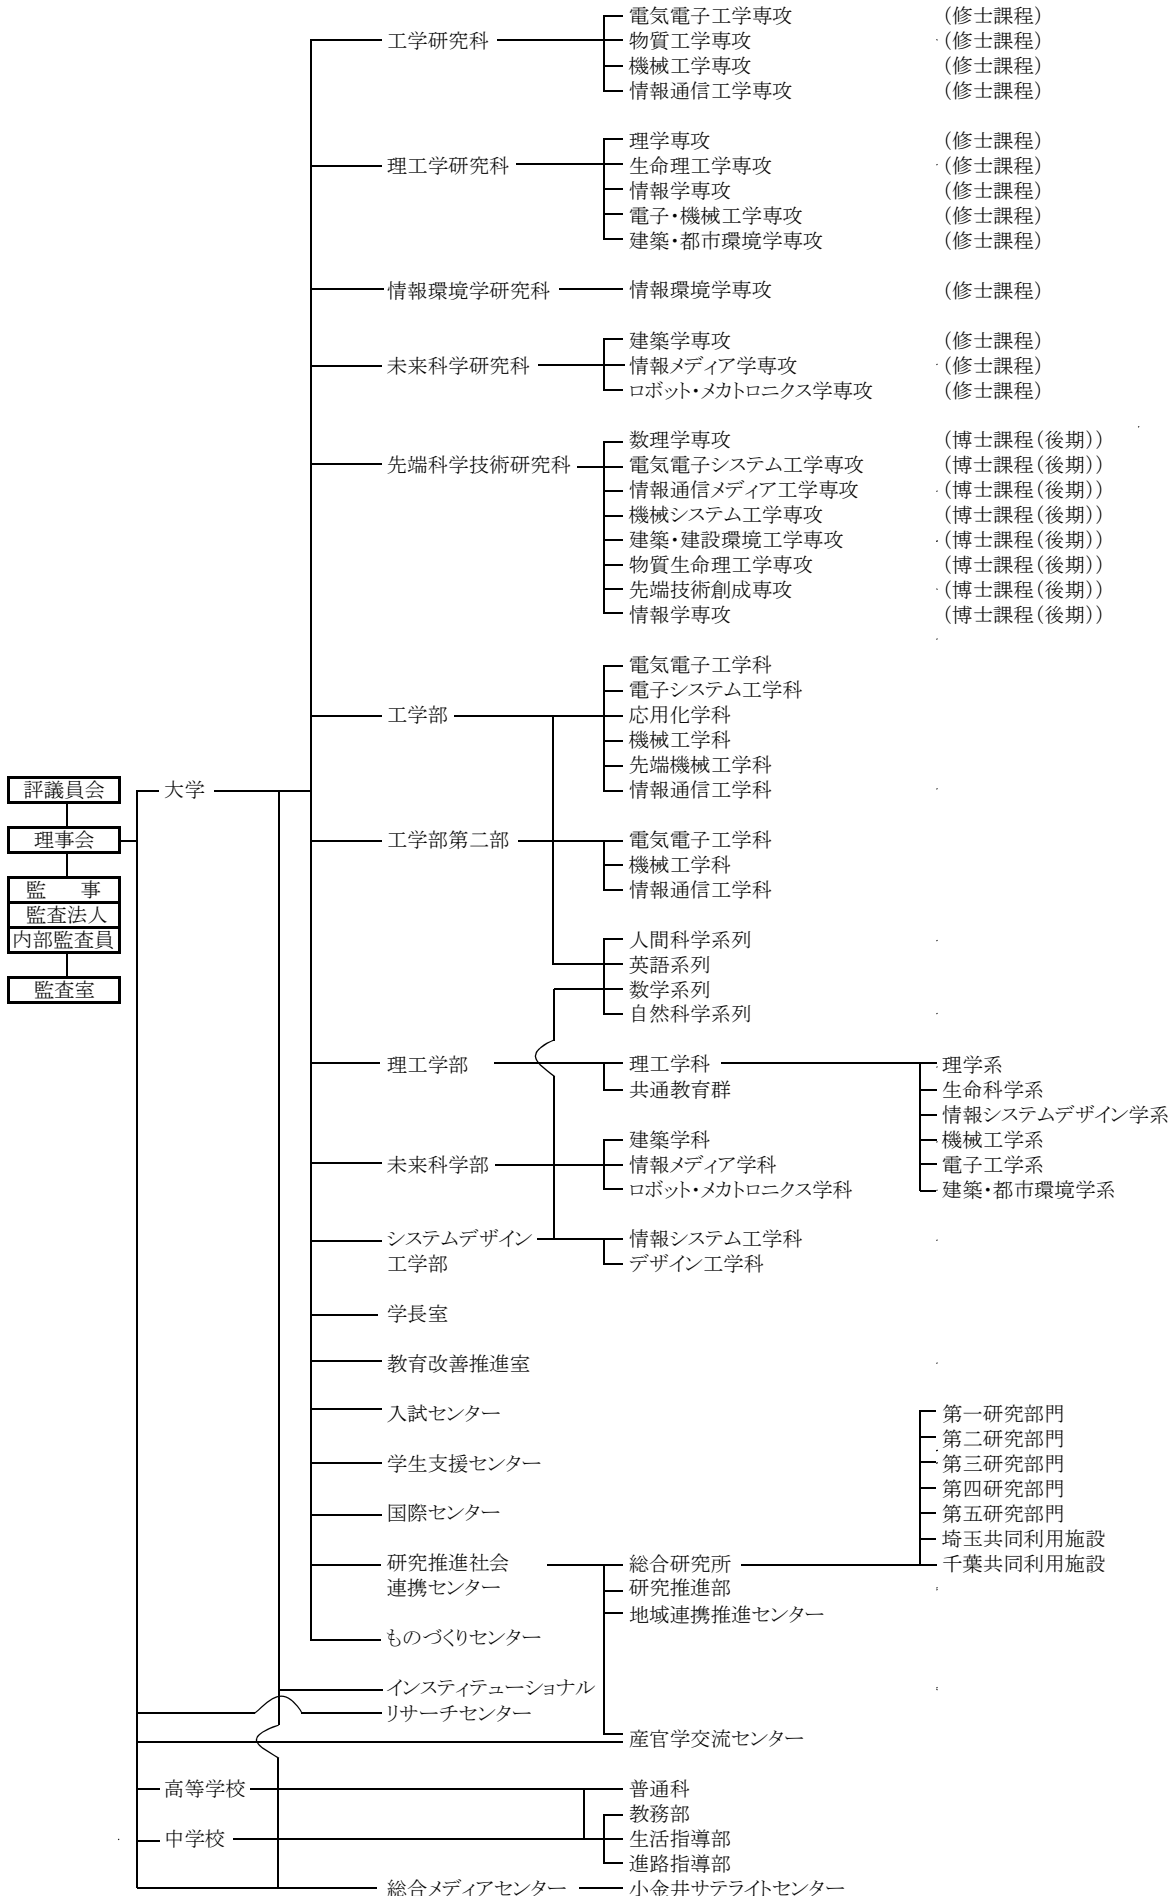 電気電子工学専攻 (修士課程)
工学研究科 物質工学専攻 (修士課程)
機械工学専攻 (修士課程)
情報通信工学専攻 (修士課程)
理学専攻 (修士課程)
理工学研究科 生命理工学専攻 (修士課程)
情報学専攻 (修士課程)
電子・機械工学専攻 (修士課程)
建築・都市環境学専攻 (修士課程)
情報環境学研究科 情報環境学専攻 (修士課程)
建築学専攻 (修士課程)
未来科学研究科 情報メディア学専攻 (修士課程)
ロボット・メカトロニクス学専攻 (修士課程)
数理学専攻 (博士課程(後期))
先端科学技術研究科 電気電子システム工学専攻 (博士課程(後期))
情報通信メディア工学専攻 (博士課程(後期))
機械システム工学専攻 (博士課程(後期))
建築・建設環境工学専攻 (博士課程(後期))
物質生命理工学専攻 (博士課程(後期))
先端技術創成専攻 (博士課程(後期))
情報学専攻 (博士課程(後期))
電気電子工学科
電子システム工学科
工学部 応用化学科
機械工学科
先端機械工学科
評議員会 大学 情報通信工学科
理事会 工学部第二部 電気電子工学科
機械工学科
監 事 情報通信工学科
監査法人
内部監査員 人間科学系列
英語系列
監査室 数学系列
自然科学系列
理工学部 理工学科 理学系
共通教育群 生命科学系
情報システムデザイン学系
建築学科 機械工学系
未来科学部 情報メディア学科 電子工学系
ロボット・メカトロニクス学科 建築・都市環境学系
システムデザイン 情報システム工学科
工学部 デザイン工学科
学長室
教育改善推進室
入試センター 第一研究部門
第二研究部門
学生支援センター 第三研究部門
第四研究部門
国際センター 第五研究部門
埼玉共同利用施設
研究推進社会 総合研究所 千葉共同利用施設
連携センター 研究推進部
地域連携推進センター
ものづくりセンター
インスティテューショナル
リサーチセンター
産官学交流センター
高等学校 普通科
教務部
中学校 生活指導部
進路指導部
総合メディアセンター 小金井サテライトセンター